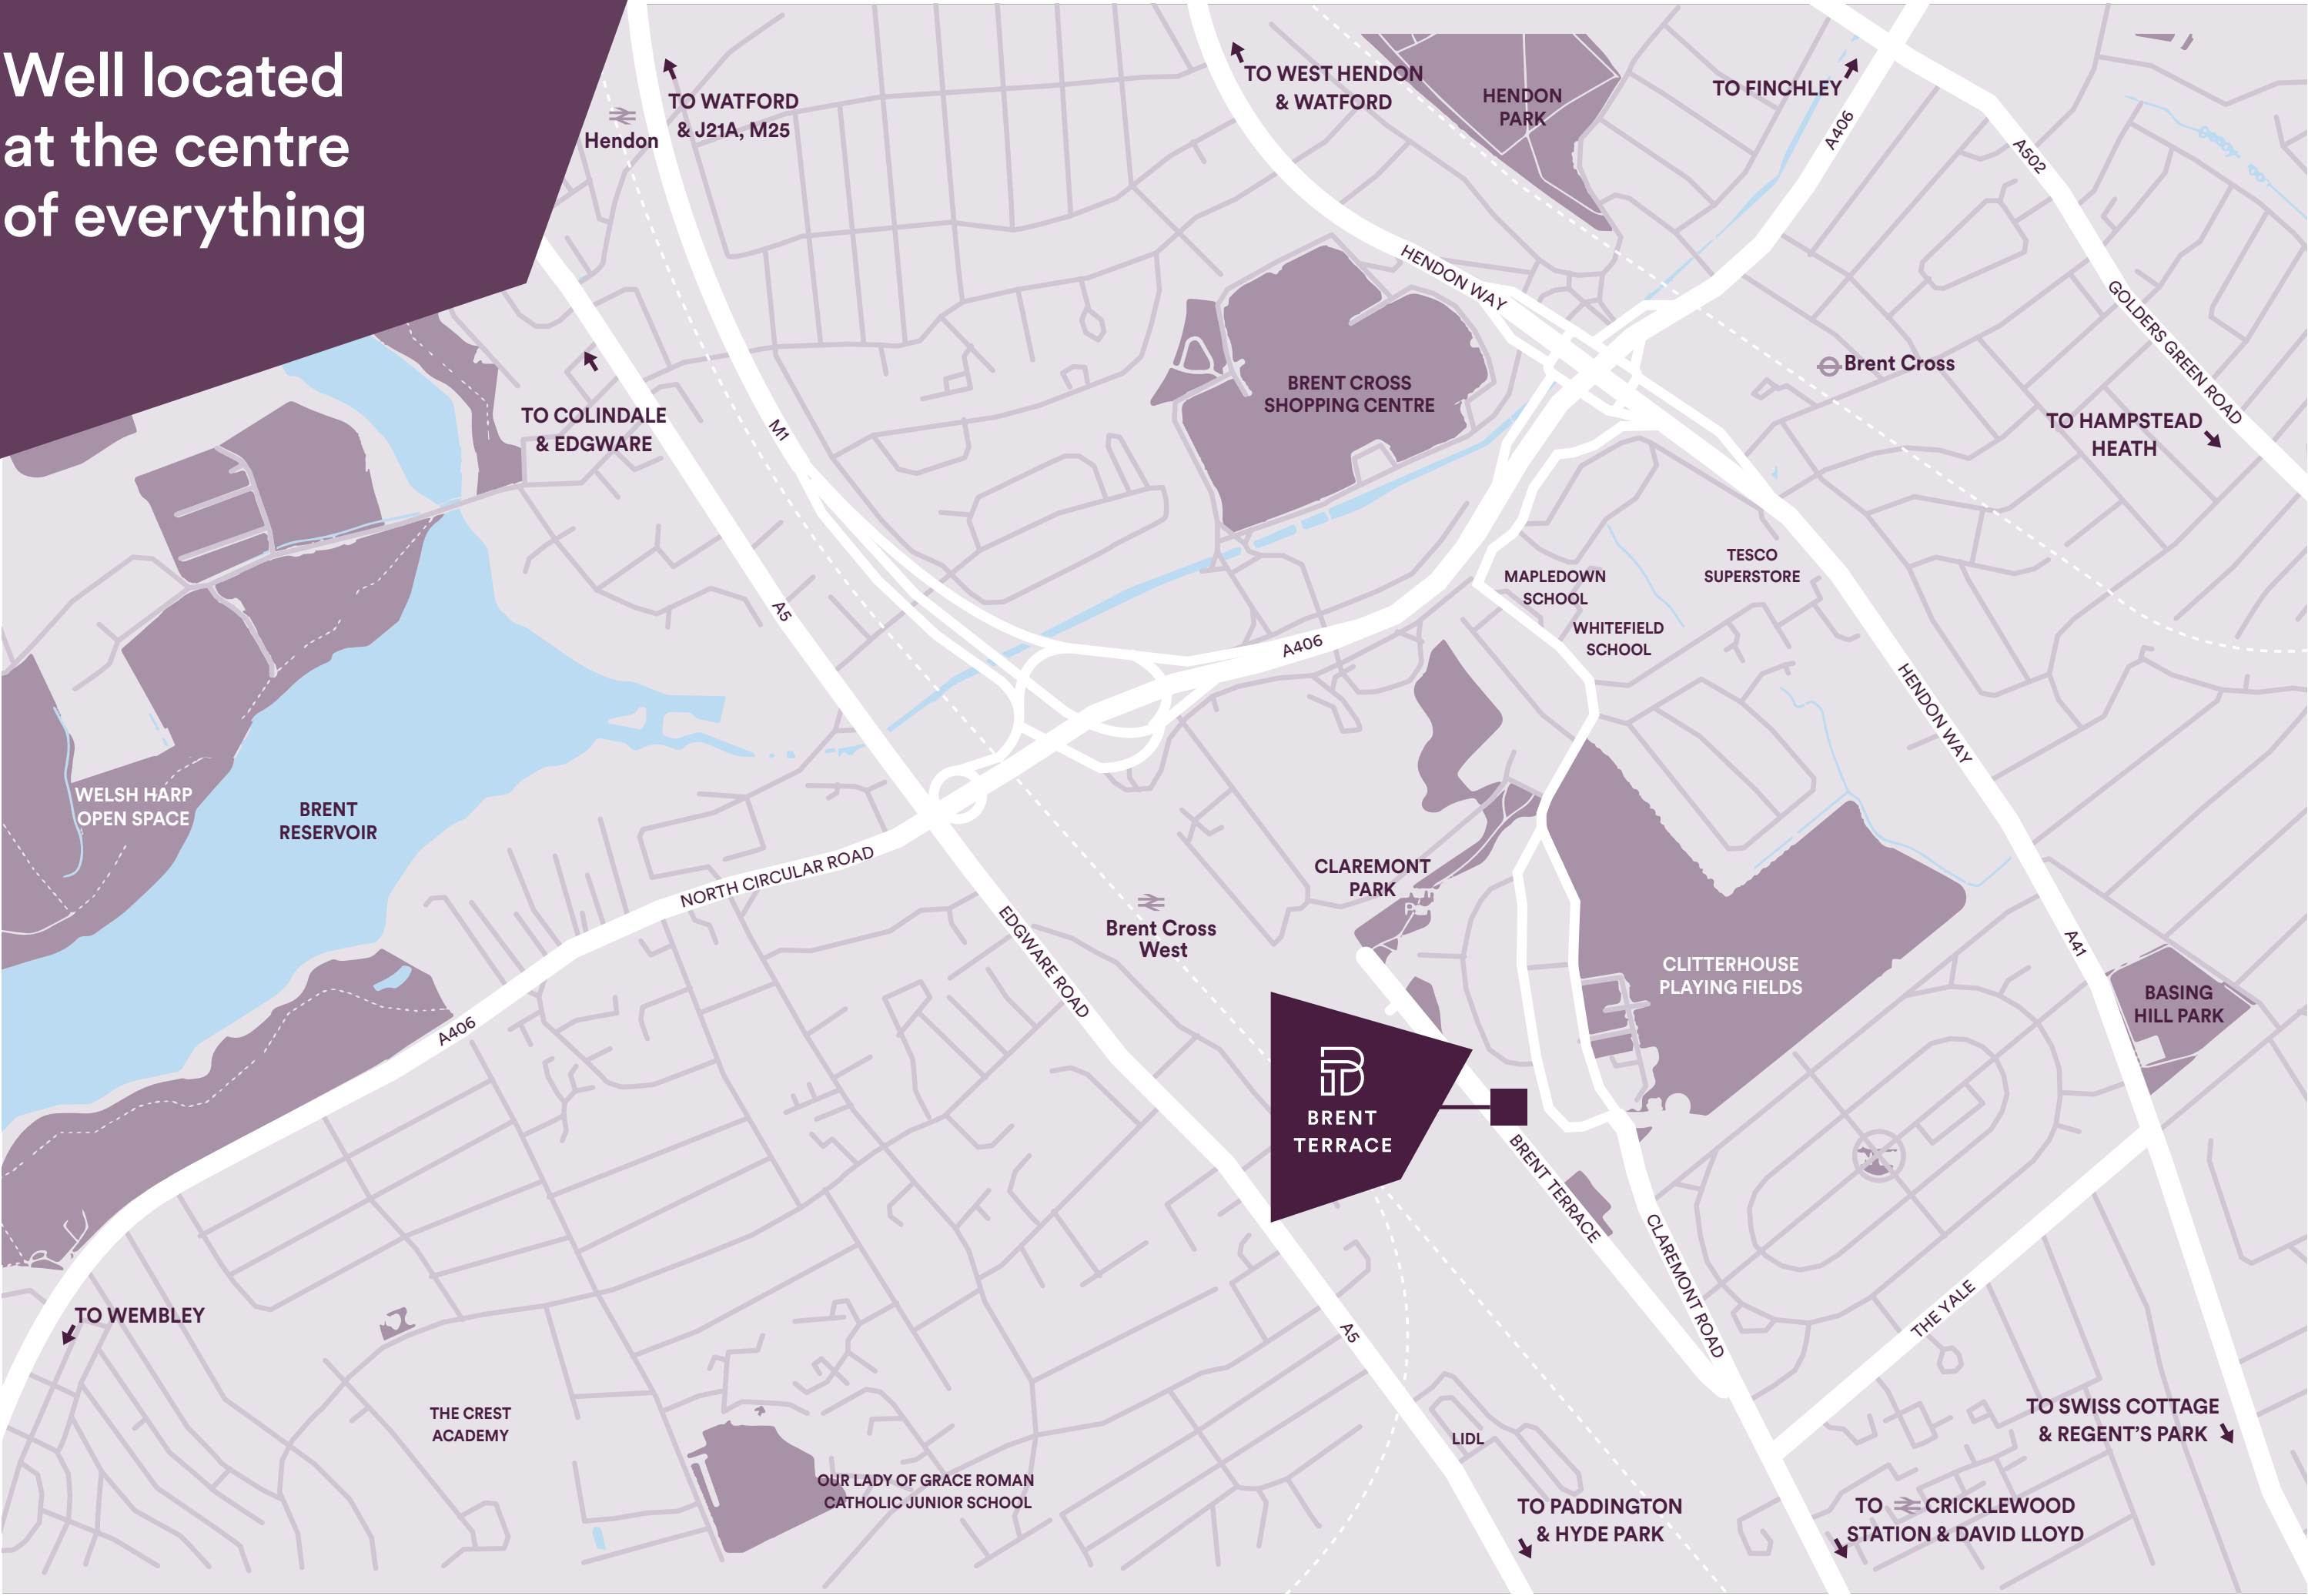 Well located
at the centre
of everything
TO WATFORD
& J21A, M25
Hendon
TO WEST HENDON
& WATFORD
HENDON
PARK
TO FINCHLEY
A406
A502
GOLDERS GREEN ROAD
HENDON WAY
BRENT CROSS
SHOPPING CENTRE
Brent Cross
TO HAMPSTEAD
HEATH
TO COLINDALE
& EDGWARE
M1
A5
A406
MAPLEDOWN
SCHOOL
TESCO
SUPERSTORE
WHITEFIELD
SCHOOL
HENDON WAY
WELSH HARP
OPEN SPACE
BRENT
RESERVOIR
NORTH CIRCULAR ROAD
EDGWARE ROAD
CLAREMONT
PARK
Brent Cross
West
CLITTERHOUSE
PLAYING FIELDS
A41
BASING
HILL PARK
A406
BRENT
TERRACE
BRENT TERRACE
CLAREMONT ROAD
THE YALE
TO WEMBLEY
A5
THE CREST
ACADEMY
LIDL
OUR LADY OF GRACE ROMAN
CATHOLIC JUNIOR SCHOOL
TO SWISS COTTAGE
& REGENT'S PARK
TO PADDINGTON
& HYDE PARK
TO CRICKLEWOOD
STATION & DAVID LLOYD